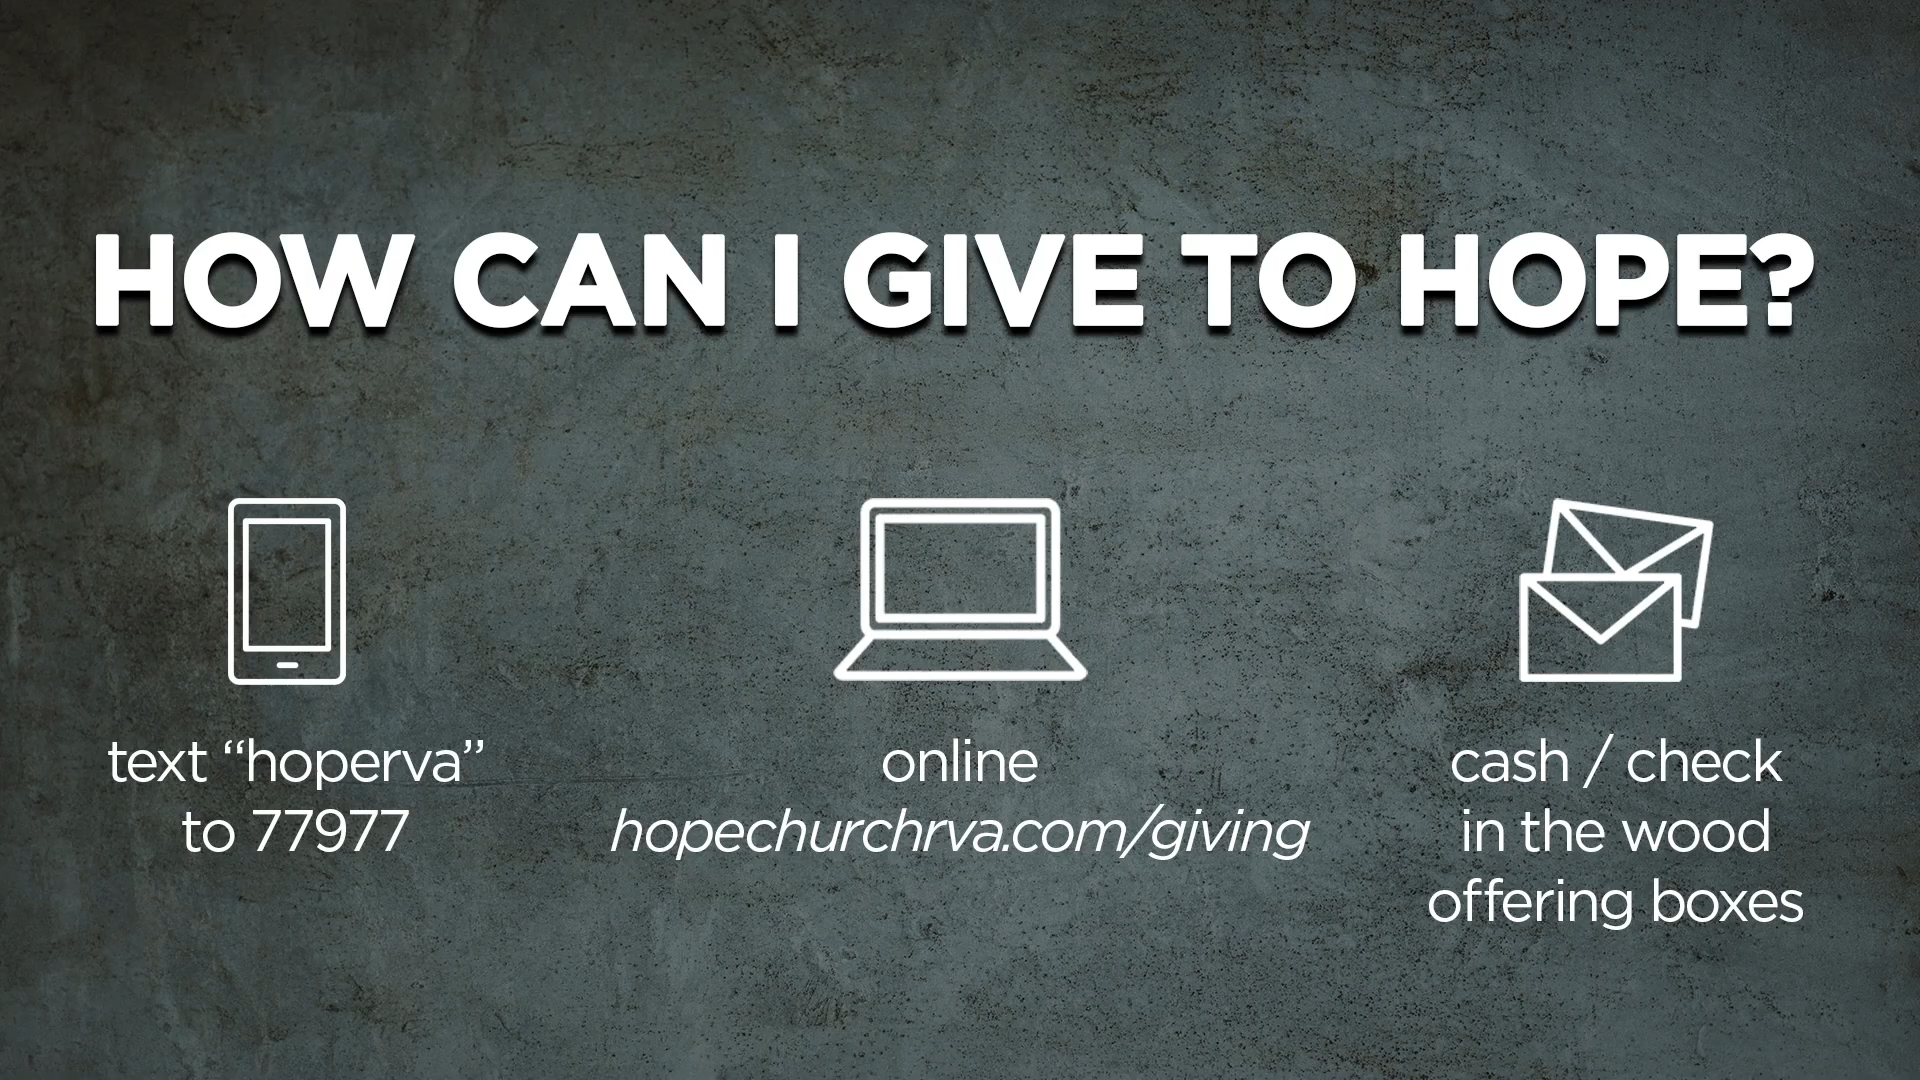 HOW CAN I GIVE TO HOPE?
text “hoperva”
to 77977
online
hopechurchrva.com/giving
cash / check
in the wood
offering boxes